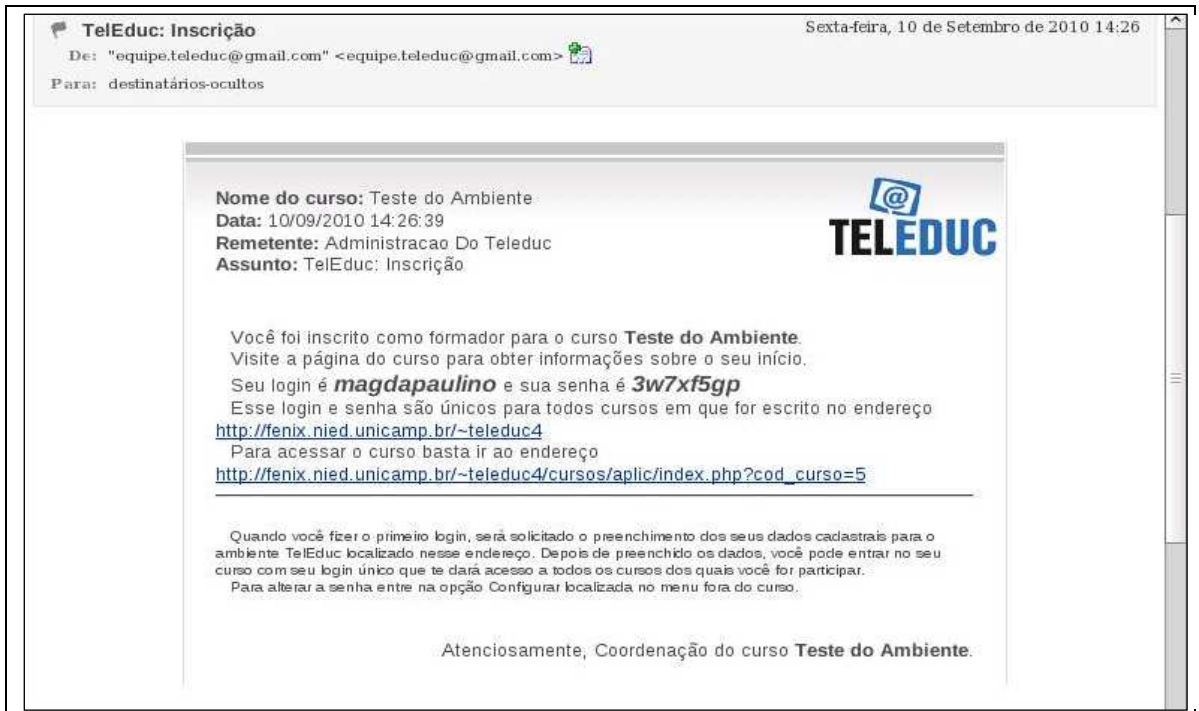 TelEduc: Inscrição
Sexta-feira, 10 de Setembro de 2010 14:26
De: "equipe.teleduc@gmail.com" <equipe.teleduc@gmail.com>
Para: destinatários-ocultos
Nome do curso: Teste do Ambiente
Data: 10/09/2010 14:26:39
Remetente: Administracao Do Teleduc
Assunto: TelEduc: Inscrição
@
TELEDUC
Você foi inscrito como formador para o curso Teste do Ambiente.
Visite a página do curso para obter informações sobre o seu início.
Seu login é magdapaulino e sua senha é 3w7xf5gp
Esse login e senha são únicos para todos cursos em que for escrito no endereço
http://fenix.nied.unicamp.br/~teleduc4
Para acessar o curso basta ir ao endereço
http://fenix.nied.unicamp.br/~teleduc4/cursos/aplic/index.php?cod_curso=5
Quando você fizer o primeiro login, será solicitado o preenchimento dos seus dados cadastrais para o
ambiente TelEduc localizado nesse endereço. Depois de preenchido os dados, você pode entrar no seu
curso com seu login único que te dará acesso a todos os cursos dos quais você for participar.
Para alterar a senha entre na opção Configurar localizada no menu fora do curso.
Atenciosamente, Coordenação do curso Teste do Ambiente.